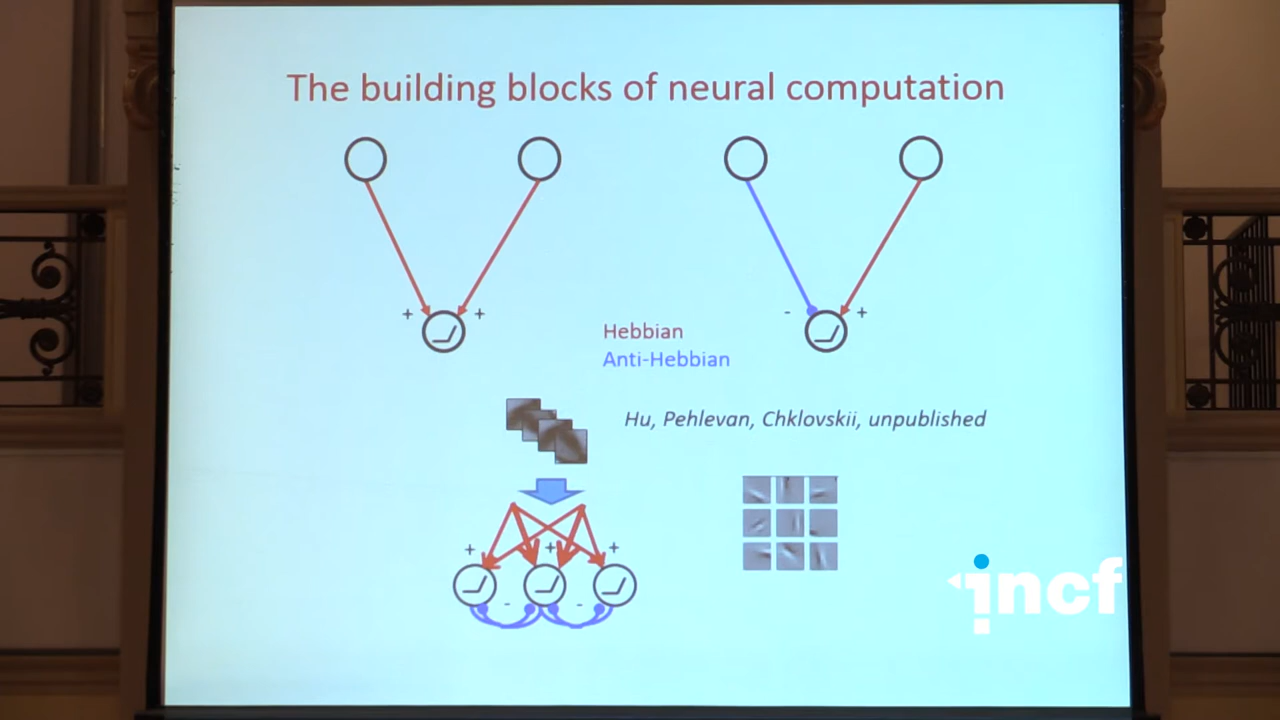 The building blocks of neural computation
+ +
- +
Hebbian
Anti-Hebbian
Hu, Pehlevan, Chklovskii, unpublished
+ + +
- -
incf